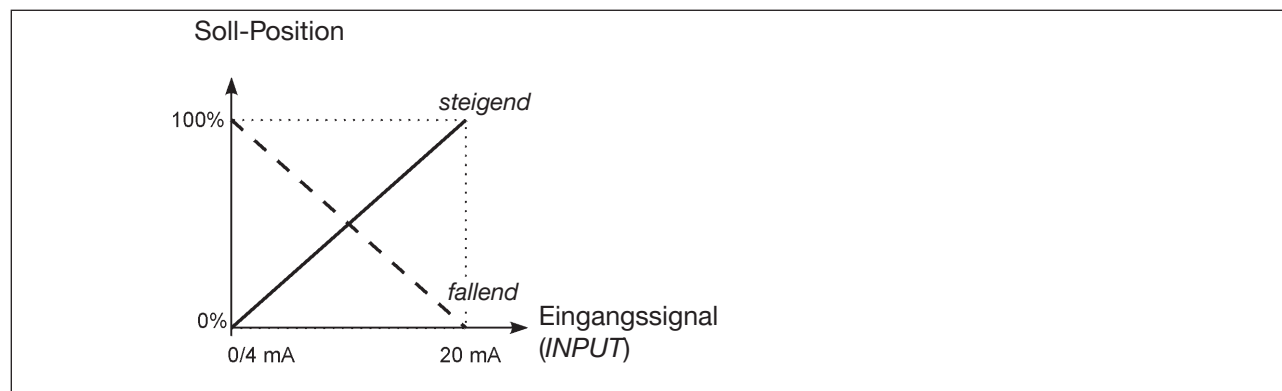 Soll-Position
steigend
100%
fallend
0%
Eingangssignal
(INPUT)
0/4 mA
20 mA